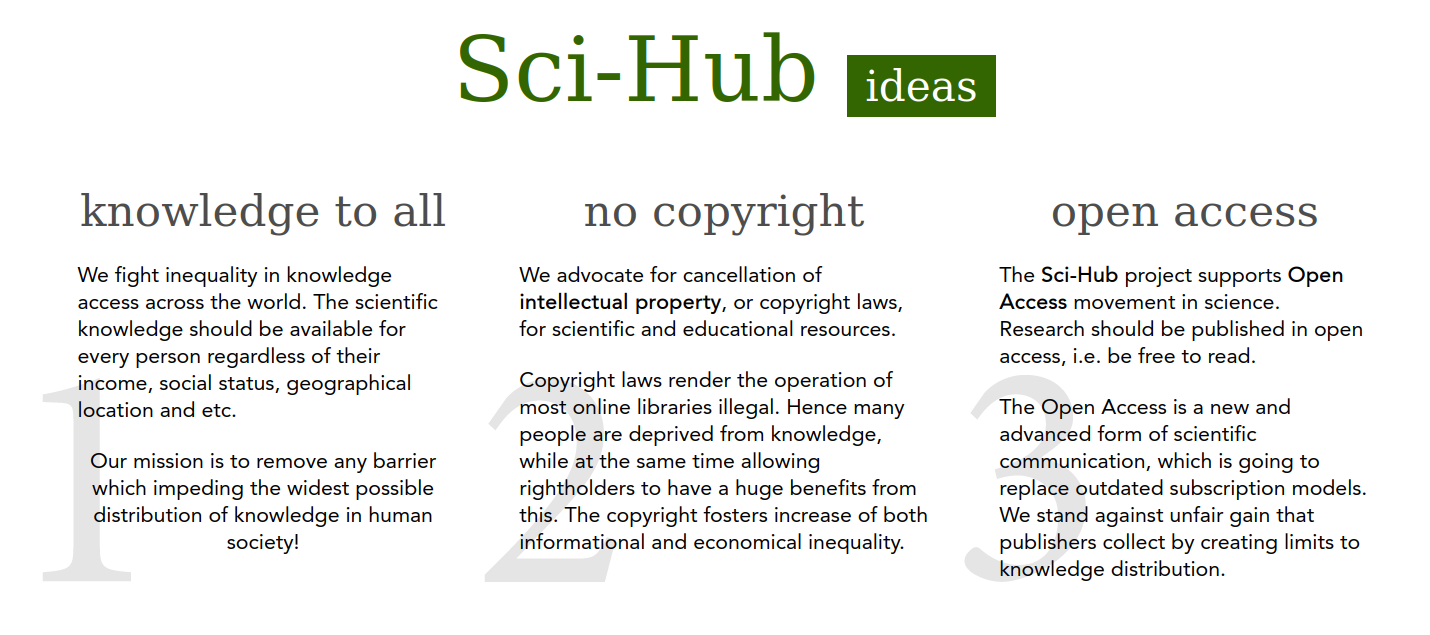 Sci-Hub ideas
knowledge to all
We fight inequality in knowledge
access across the world. The scientific
knowledge should be available for
every person regardless of their
income, social status, geographical
location and etc.
Our mission is to remove any barrier
which impeding the widest possible
distribution of knowledge in human
society!
1
no copyright
We advocate for cancellation of
intellectual property, or copyright laws,
for scientific and educational resources.
Copyright laws render the operation of
most online libraries illegal. Hence many
people are deprived from knowledge,
while at the same time allowing
rightholders to have a huge benefits from
this. The copyright fosters increase of both
informational and economical inequality.
2
open access
The Sci-Hub project supports Open
Access movement in science.
Research should be published in open
access, i.e. be free to read.
The Open Access is a new and
advanced form of scientific
communication, which is going to
replace outdated subscription models.
We stand against unfair gain that
publishers collect by creating limits to
knowledge distribution.
3